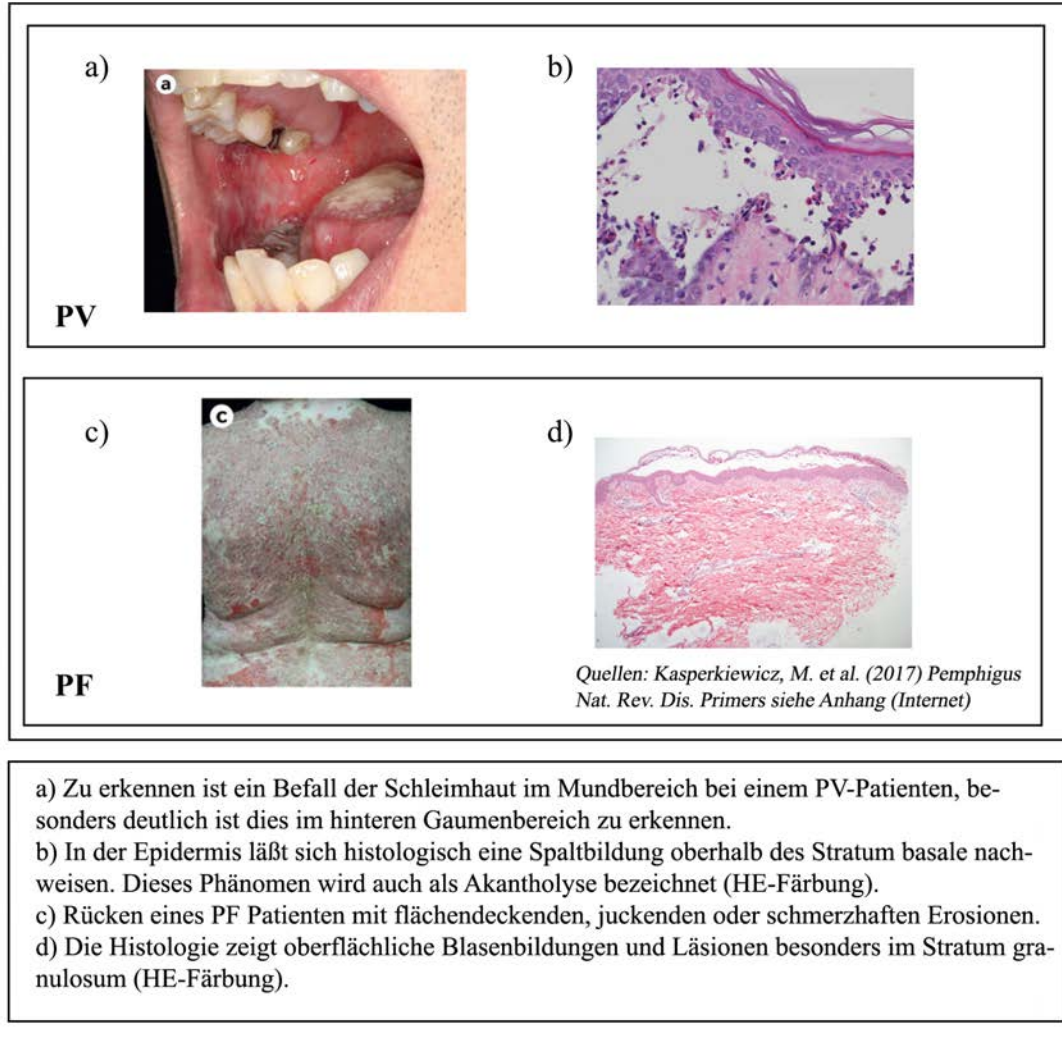 a)
a
b)
PV
c)
c
d)
Quellen: Kasperkiewicz, M. et al. (2017) Pemphigus
Nat. Rev. Dis. Primers siehe Anhang (Internet)
PF
a) Zu erkennen ist ein Befall der Schleimhaut im Mundbereich bei einem PV-Patienten, be-
sonders deutlich ist dies im hinteren Gaumenbereich zu erkennen.
b) In der Epidermis läßt sich histologisch eine Spaltbildung oberhalb des Stratum basale nach-
weisen. Dieses Phänomen wird auch als Akantholyse bezeichnet (HE-Färbung).
c) Rücken eines PF Patienten mit flächendeckenden, juckenden oder schmerzhaften Erosionen.
d) Die Histologie zeigt oberflächliche Blasenbildungen und Läsionen besonders im Stratum gra-
nulosum (HE-Färbung).